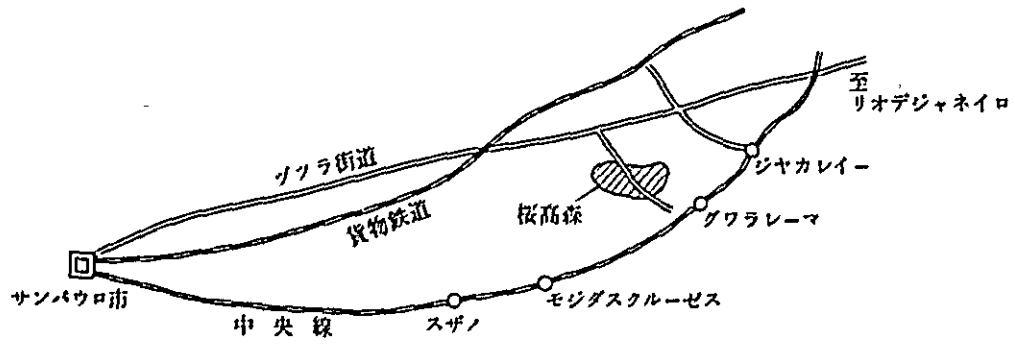 至
リオデジャネイロ
ヅツラ街道
ジヤカレイー
貨物鉄道
桜髙森
グワラレーマ
サンパウロ市
モジダスクルーゼス
中央線
スザノ